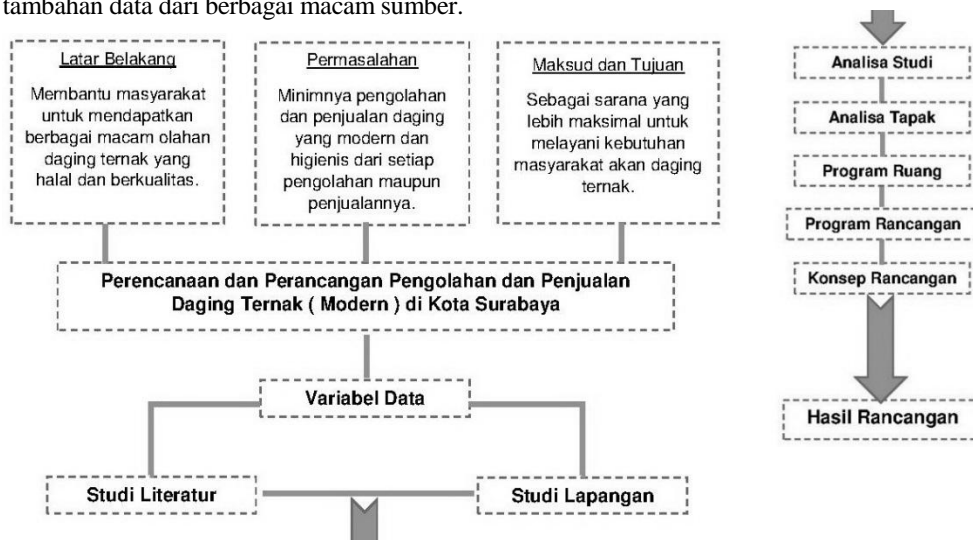 tambahan data dari berbagai macam sumber.
Latar Belakang
Membantu masyarakat
untuk mendapatkan
berbagai macam olahan
daging ternak yang
halal dan berkualitas.
Permasalahan
Minimnya pengolahan
dan penjualan daging
yang modern dan
higienis dari setiap
pengolahan maupun
penjualannya.
Maksud dan Tujuan
Sebagai sarana yang
lebih maksimal untuk
melayani kebutuhan
masyarakat akan daging
ternak.
Perencanaan dan Perancangan Pengolahan dan Penjualan
Daging Ternak ( Modern ) di Kota Surabaya
Variabel Data
Studi Literatur
Studi Lapangan
Analisa Studi
Analisa Tapak
Program Ruang
Program Rancangan
Konsep Rancangan
Hasil Rancangan